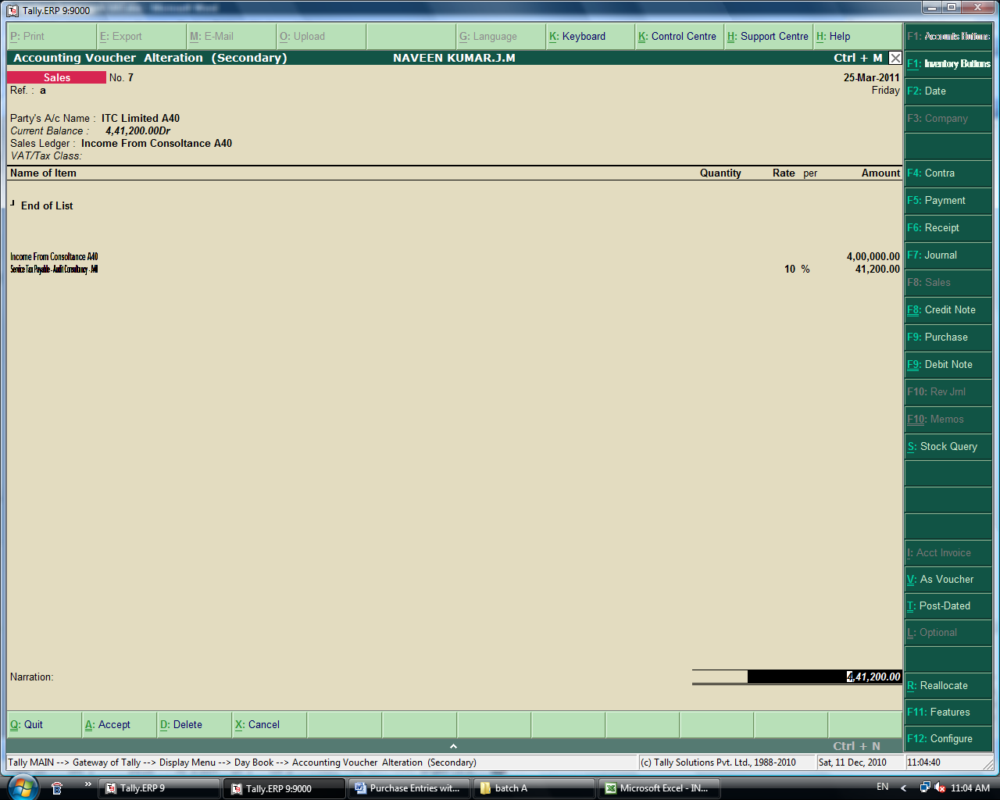 Tally.ERP 9:9000
P: Print E: Export M: E-Mail O: Upload G: Language K: Keyboard K: Control Centre H: Support Centre H: Help
Accounting Voucher Alteration (Secondary) NAVEEN KUMAR.J.M Ctrl + M
Sales No. 7 25-Mar-2011
Ref. : a Friday
Party's A/c Name : ITC Limited A40
Current Balance : 4,41,200.00Dr
Sales Ledger : Income From Consoltance A40
VAT/Tax Class:
Name of Item Quantity Rate per Amount
End of List
Income From Consoltance A40 4,00,000.00
Service Tax Payable - Audit Consultancy - A40 10 % 41,200.00
Narration: 4,41,200.00
F1: Accounts Buttons
F1: Inventory Buttons
F2: Date
F3: Company
F4: Contra
F5: Payment
F6: Receipt
F7: Journal
F8: Sales
F8: Credit Note
F9: Purchase
F9: Debit Note
F10: Rev Jrnl
F10: Memos
S: Stock Query
I: Acct Invoice
V: As Voucher
T: Post-Dated
L: Optional
R: Reallocate
F11: Features
F12: Configure
Q: Quit A: Accept D: Delete X: Cancel
Ctrl + N
Tally MAIN --> Gateway of Tally --> Display Menu --> Day Book --> Accounting Voucher Alteration (Secondary) (c) Tally Solutions Pvt. Ltd., 1988-2010 Sat, 11 Dec, 2010 11:04:40
Tally.ERP 9 Tally.ERP 9:9000 Purchase Entries wit... batch A Microsoft Excel - IN... EN 11:04 AM